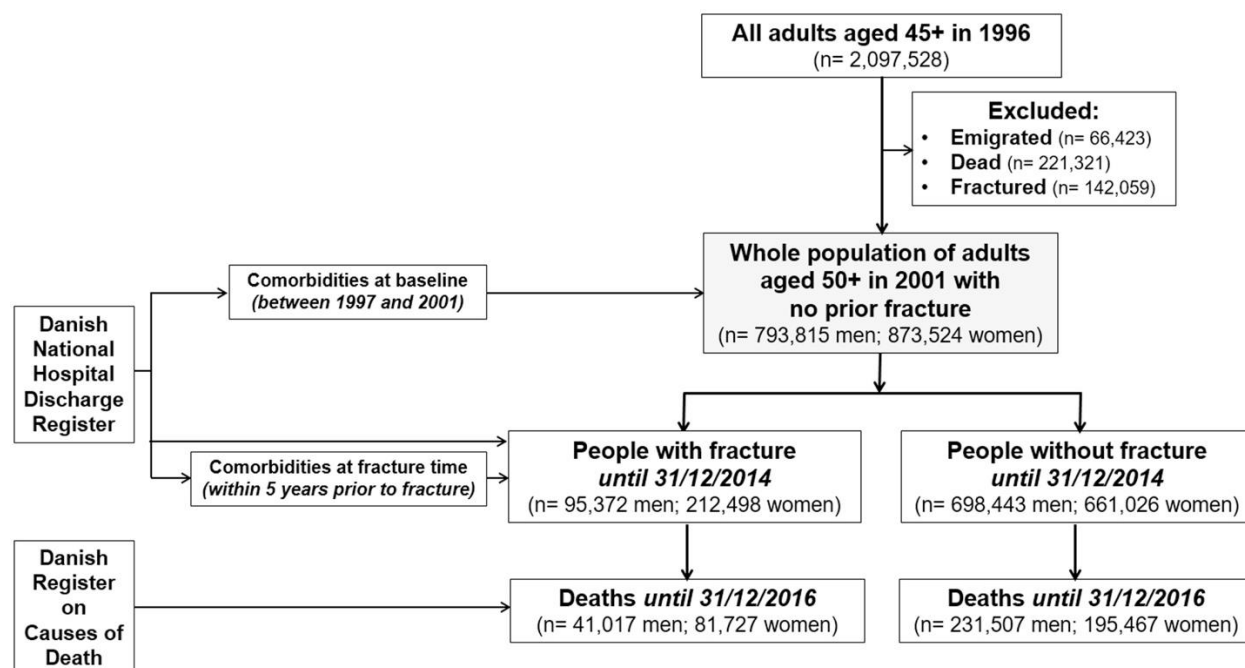 All adults aged 45+ in 1996
(n= 2,097,528)
Excluded:
• Emigrated (n= 66,423)
• Dead (n= 221,321)
• Fractured (n= 142,059)
Whole population of adults
aged 50+ in 2001 with
no prior fracture
(n= 793,815 men; 873,524 women)
Comorbidities at baseline
(between 1997 and 2001)
Danish
National
Hospital
Discharge
Register
People with fracture
until 31/12/2014
(n= 95,372 men; 212,498 women)
People without fracture
until 31/12/2014
(n= 698,443 men; 661,026 women)
Comorbidities at fracture time
(within 5 years prior to fracture)
Danish
Register
on
Causes of
Death
Deaths until 31/12/2016
(n= 41,017 men; 81,727 women)
Deaths until 31/12/2016
(n= 231,507 men; 195,467 women)